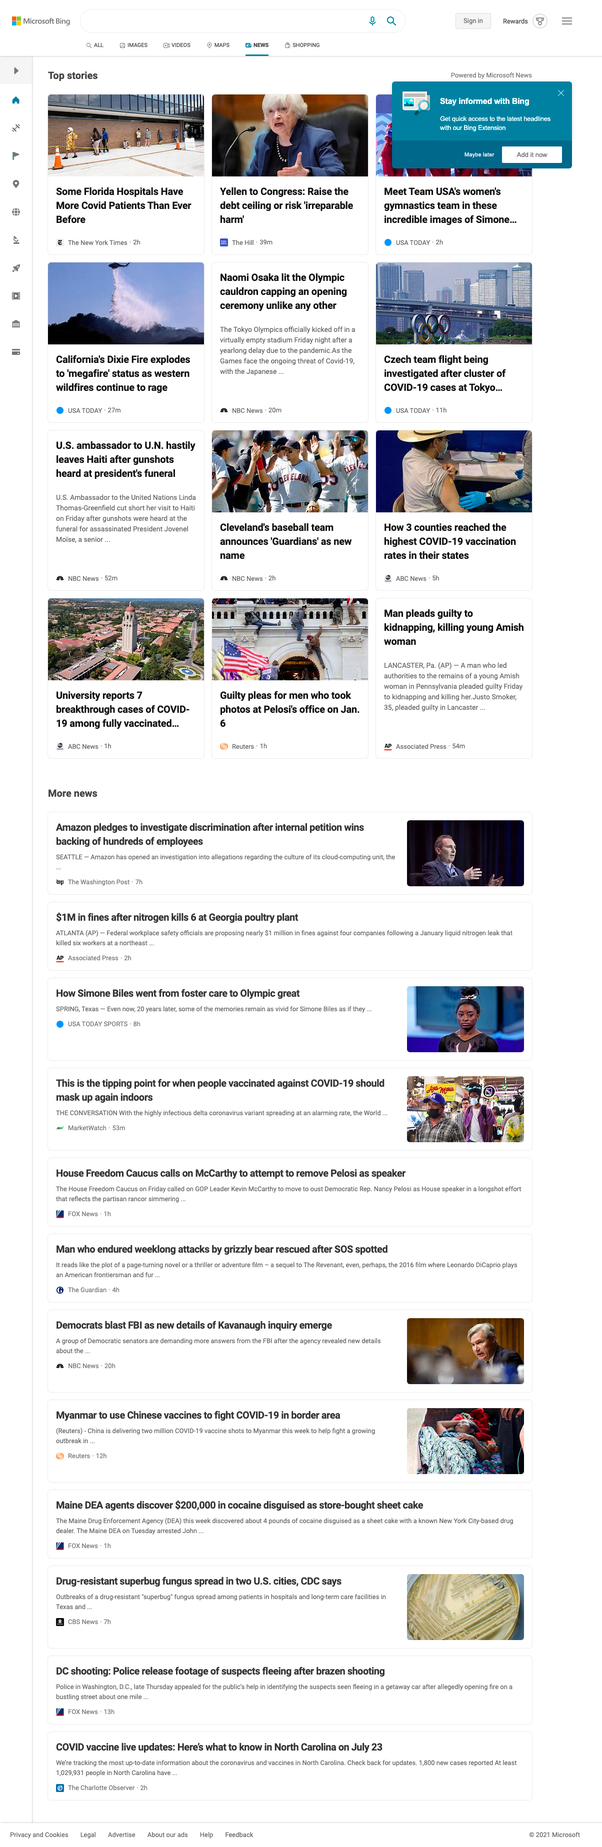 Microsoft Bing
Sign in
Rewards
ALL
IMAGES
VIDEOS
MAPS
NEWS
SHOPPING
Top stories
Powered by Microsoft News
Stay informed with Bing
Get quick access to the latest headlines
with our Bing Extension
Maybe later
Add it now
Some Florida Hospitals Have
More Covid Patients Than Ever
Before
The New York Times · 2h
Yellen to Congress: Raise the
debt ceiling or risk 'irreparable
harm'
The Hill · 39m
Meet Team USA's women's
gymnastics team in these
incredible images of Simone...
USA TODAY · 2h
California's Dixie Fire explodes
to 'megafire' status as western
wildfires continue to rage
USA TODAY · 27m
Naomi Osaka lit the Olympic
cauldron capping an opening
ceremony unlike any other
The Tokyo Olympics officially kicked off in a
virtually empty stadium Friday night after a
yearlong delay due to the pandemic.As the
Games face the ongoing threat of Covid-19,
with the Japanese ...
NBC News · 20m
Czech team flight being
investigated after cluster of
COVID-19 cases at Tokyo...
USA TODAY · 11h
U.S. ambassador to U.N. hastily
leaves Haiti after gunshots
heard at president's funeral
U.S. Ambassador to the United Nations Linda
Thomas-Greenfield cut short her visit to Haiti
on Friday after gunshots were heard at the
funeral for assassinated President Jovenel
Moïse, a senior ...
NBC News · 52m
Cleveland's baseball team
announces 'Guardians' as new
name
NBC News · 2h
How 3 counties reached the
highest COVID-19 vaccination
rates in their states
ABC News · 5h
University reports 7
breakthrough cases of COVID-
19 among fully vaccinated...
ABC News · 1h
Guilty pleas for men who took
photos at Pelosi's office on Jan.
6
Reuters · 1h
Man pleads guilty to
kidnapping, killing young Amish
woman
LANCASTER, Pa. (AP) — A man who led
authorities to the remains of a young Amish
woman in Pennsylvania pleaded guilty Friday
to kidnapping and killing her.Justo Smoker,
35, pleaded guilty in Lancaster ...
AP Associated Press · 54m
More news
Amazon pledges to investigate discrimination after internal petition wins
backing of hundreds of employees
SEATTLE — Amazon has opened an investigation into allegations regarding the culture of its cloud-computing unit, the
...
wp The Washington Post · 7h
$1M in fines after nitrogen kills 6 at Georgia poultry plant
ATLANTA (AP) — Federal workplace safety officials are proposing nearly $1 million in fines against four companies following a January liquid nitrogen leak that
killed six workers at a northeast ...
AP Associated Press · 2h
How Simone Biles went from foster care to Olympic great
SPRING, Texas — Even now, 20 years later, some of the memories remain as vivid for Simone Biles as if they ...
USA TODAY SPORTS · 8h
This is the tipping point for when people vaccinated against COVID-19 should
mask up again indoors
THE CONVERSATION With the highly infectious delta coronavirus variant spreading at an alarming rate, the World ...
MarketWatch · 53m
House Freedom Caucus calls on McCarthy to attempt to remove Pelosi as speaker
The House Freedom Caucus on Friday called on GOP Leader Kevin McCarthy to move to oust Democratic Rep. Nancy Pelosi as House speaker in a longshot effort
that reflects the partisan rancor simmering ...
FOX News · 1h
Man who endured weeklong attacks by grizzly bear rescued after SOS spotted
It reads like the plot of a page-turning novel or a thriller or adventure film – a sequel to The Revenant, even, perhaps, the 2016 film where Leonardo DiCaprio plays
an American frontiersman and fur ...
The Guardian · 4h
Democrats blast FBI as new details of Kavanaugh inquiry emerge
A group of Democratic senators are demanding more answers from the FBI after the agency revealed new details
about the ...
NBC News · 20h
Myanmar to use Chinese vaccines to fight COVID-19 in border area
(Reuters) - China is delivering two million COVID-19 vaccine shots to Myanmar this week to help fight a growing
outbreak in ...
Reuters · 12h
Maine DEA agents discover $200,000 in cocaine disguised as store-bought sheet cake
The Maine Drug Enforcement Agency (DEA) this week discovered about 4 pounds of cocaine disguised as a sheet cake with a known New York City-based drug
dealer. The Maine DEA on Tuesday arrested John ...
FOX News · 1h
Drug-resistant superbug fungus spread in two U.S. cities, CDC says
Outbreaks of a drug-resistant "superbug" fungus spread among patients in hospitals and long-term care facilities in
Texas and ...
CBS News · 7h
DC shooting: Police release footage of suspects fleeing after brazen shooting
Police in Washington, D.C., late Thursday appealed for the public's help in identifying the suspects seen fleeing in a getaway car after allegedly opening fire on a
bustling street about one mile ...
FOX News · 13h
COVID vaccine live updates: Here's what to know in North Carolina on July 23
We're tracking the most up-to-date information about the coronavirus and vaccines in North Carolina. Check back for updates. 1,800 new cases reported At least
1,029,931 people in North Carolina have ...
The Charlotte Observer · 2h
Privacy and Cookies
Legal
Advertise
About our ads
Help
Feedback
© 2021 Microsoft